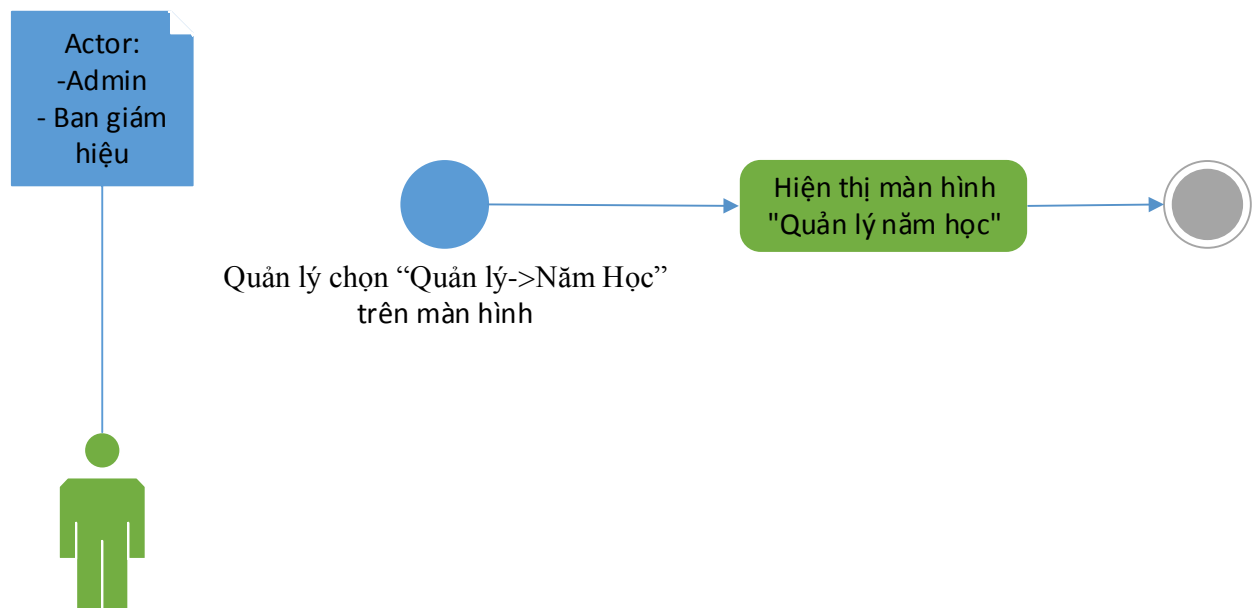 Actor:
-Admin
- Ban giám
hiệu
Hiện thị màn hình
"Quản lý năm học"
Quản lý chọn “Quản lý->Năm Học”
trên màn hình